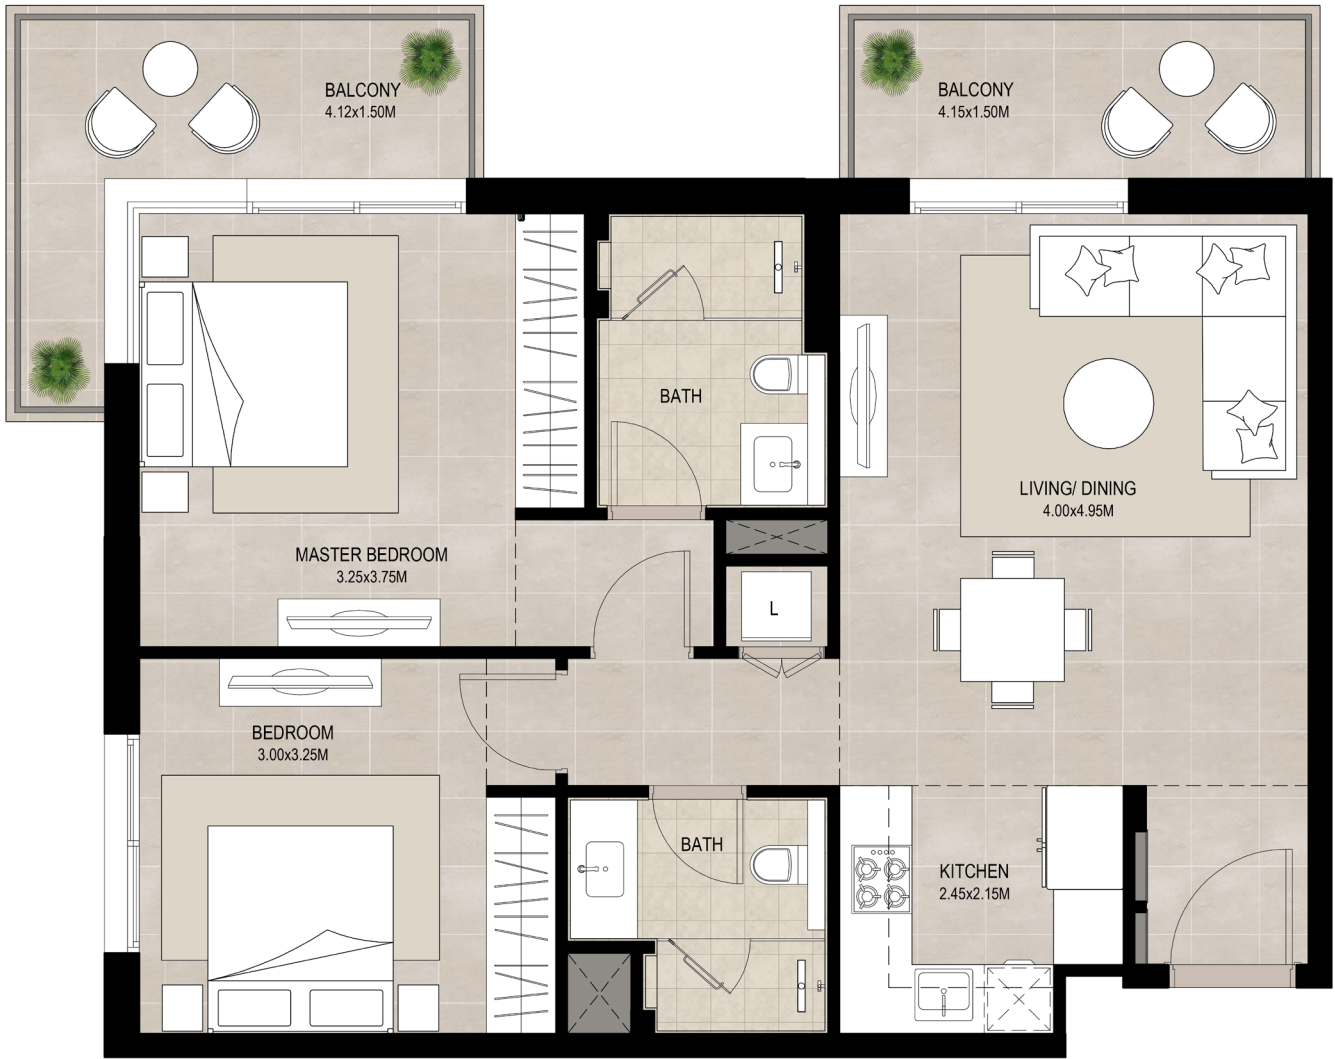 BALCONY
4.12x1.50M
BALCONY
4.15x1.50M
BATH
LIVING/ DINING
4.00x4.95M
MASTER BEDROOM
3.25x3.75M
L
BEDROOM
3.00x3.25M
BATH
KITCHEN
2.45x2.15M